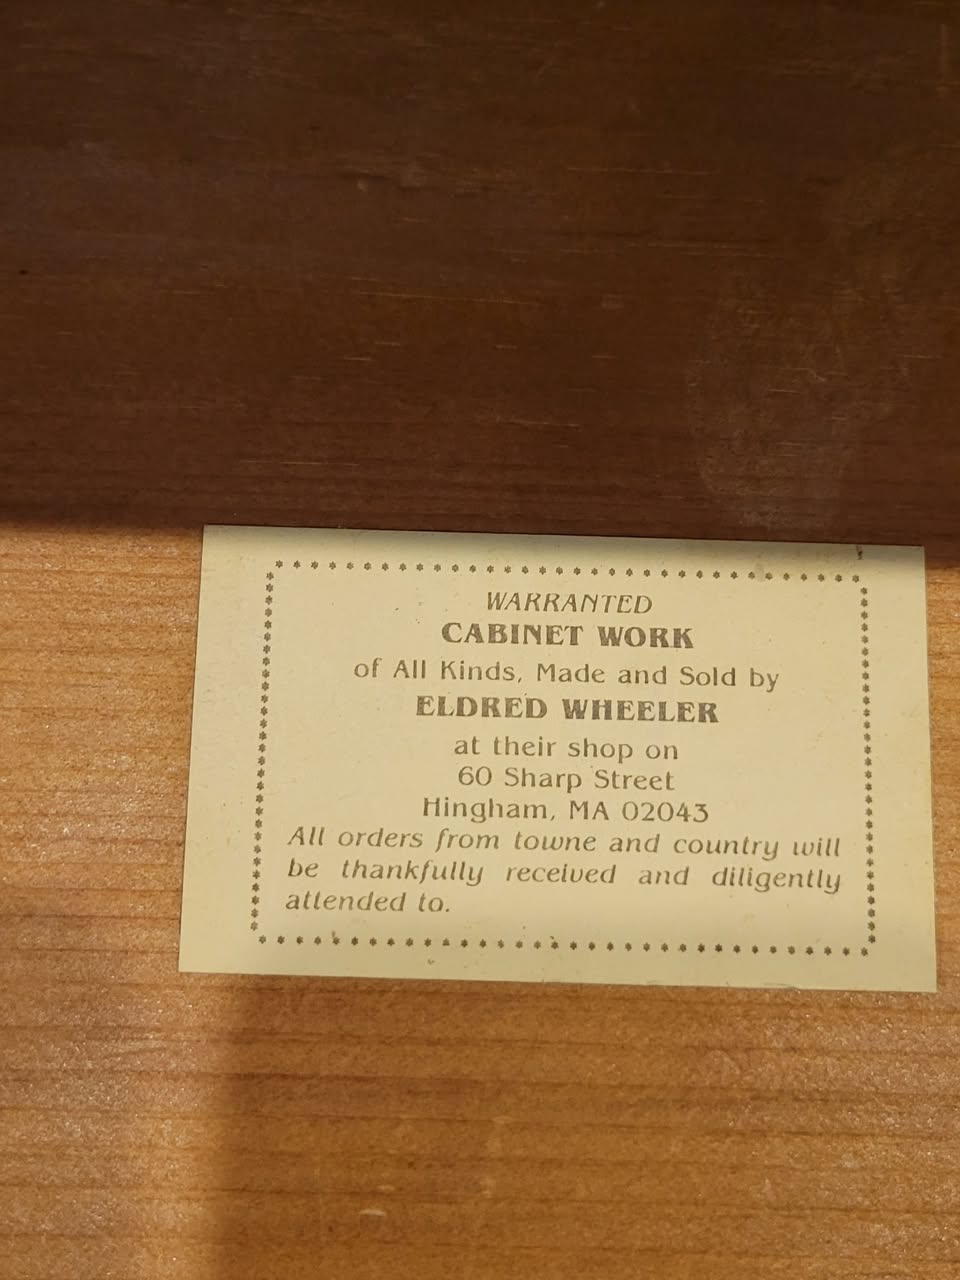 WARRANTED
CABINET WORK
of All Kinds, Made and Sold by
ELDRED WHEELER
at their shop on
60 Sharp Street
Hingham, MA 02043
All orders from towne and country will
be thankfully received and diligently
attended to.